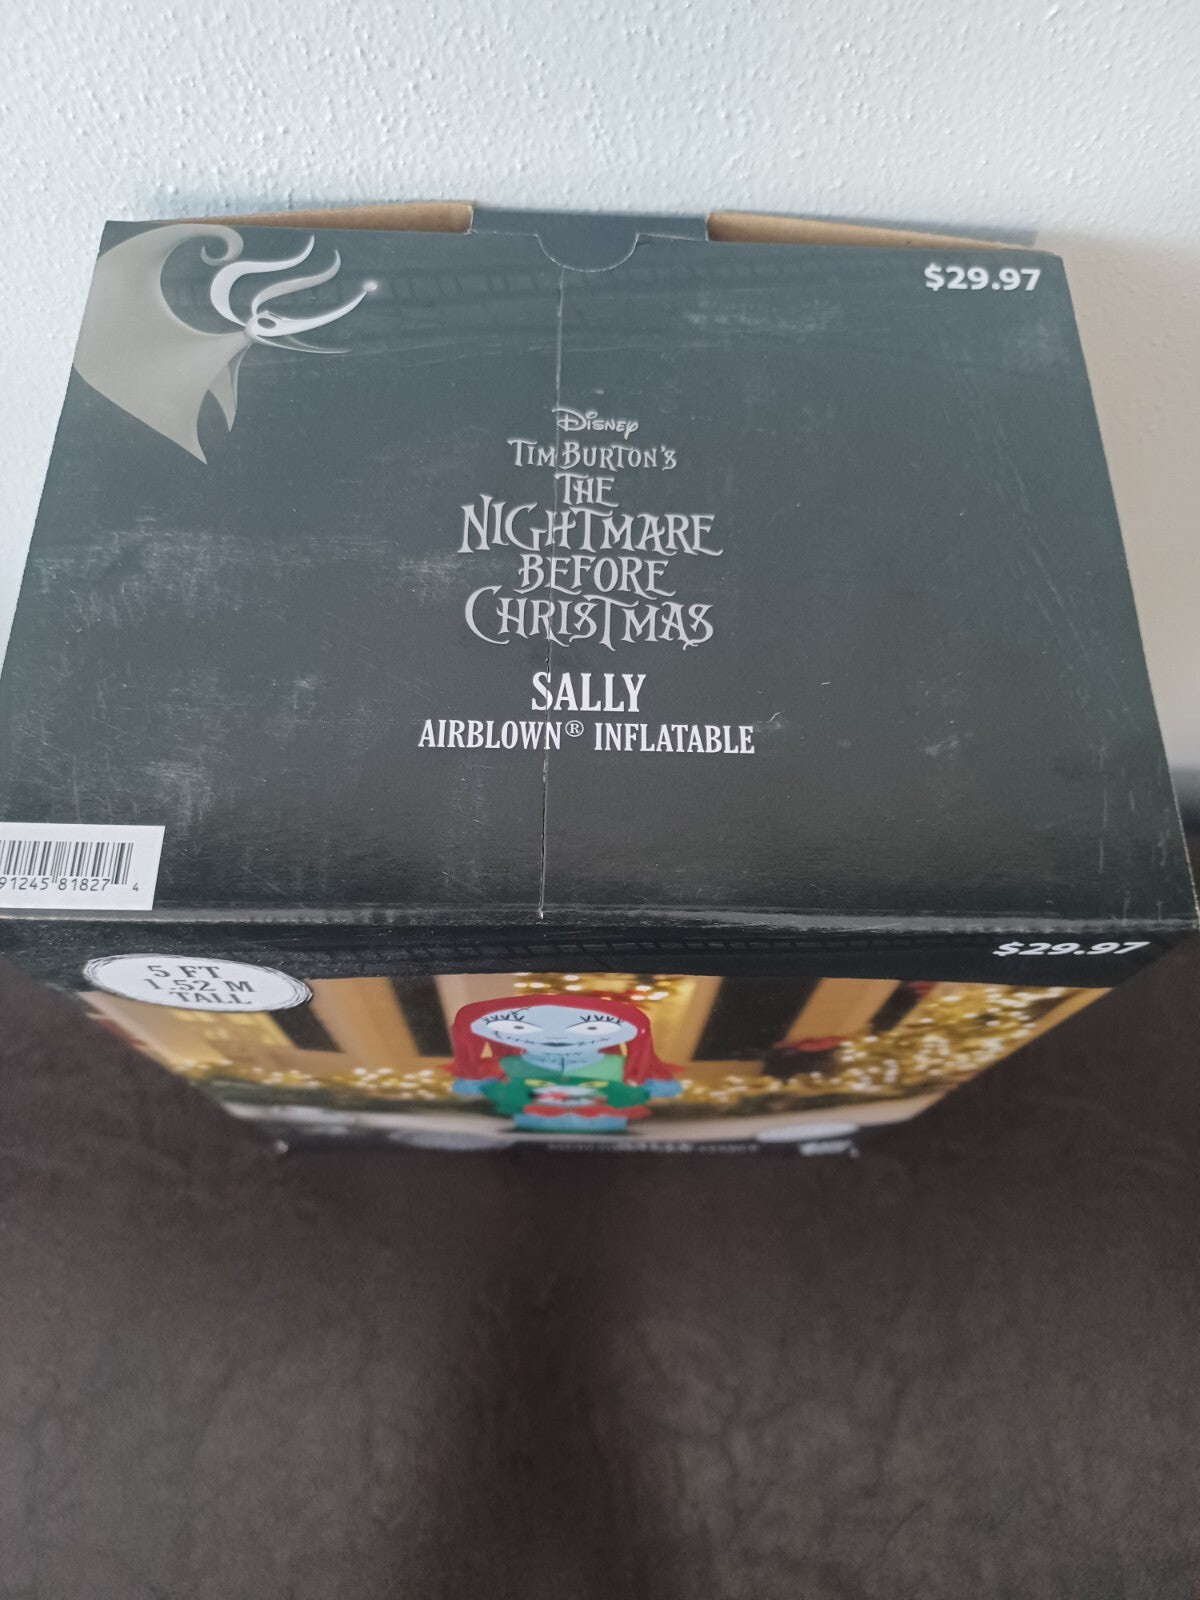 $29.97
Disney
Tim Burton's
The
Nightmare
Before
Christmas
SALLY
AIRBLOWN® INFLATABLE
91245 81827 4
$29.97
5 FT
1.52 M
TALL